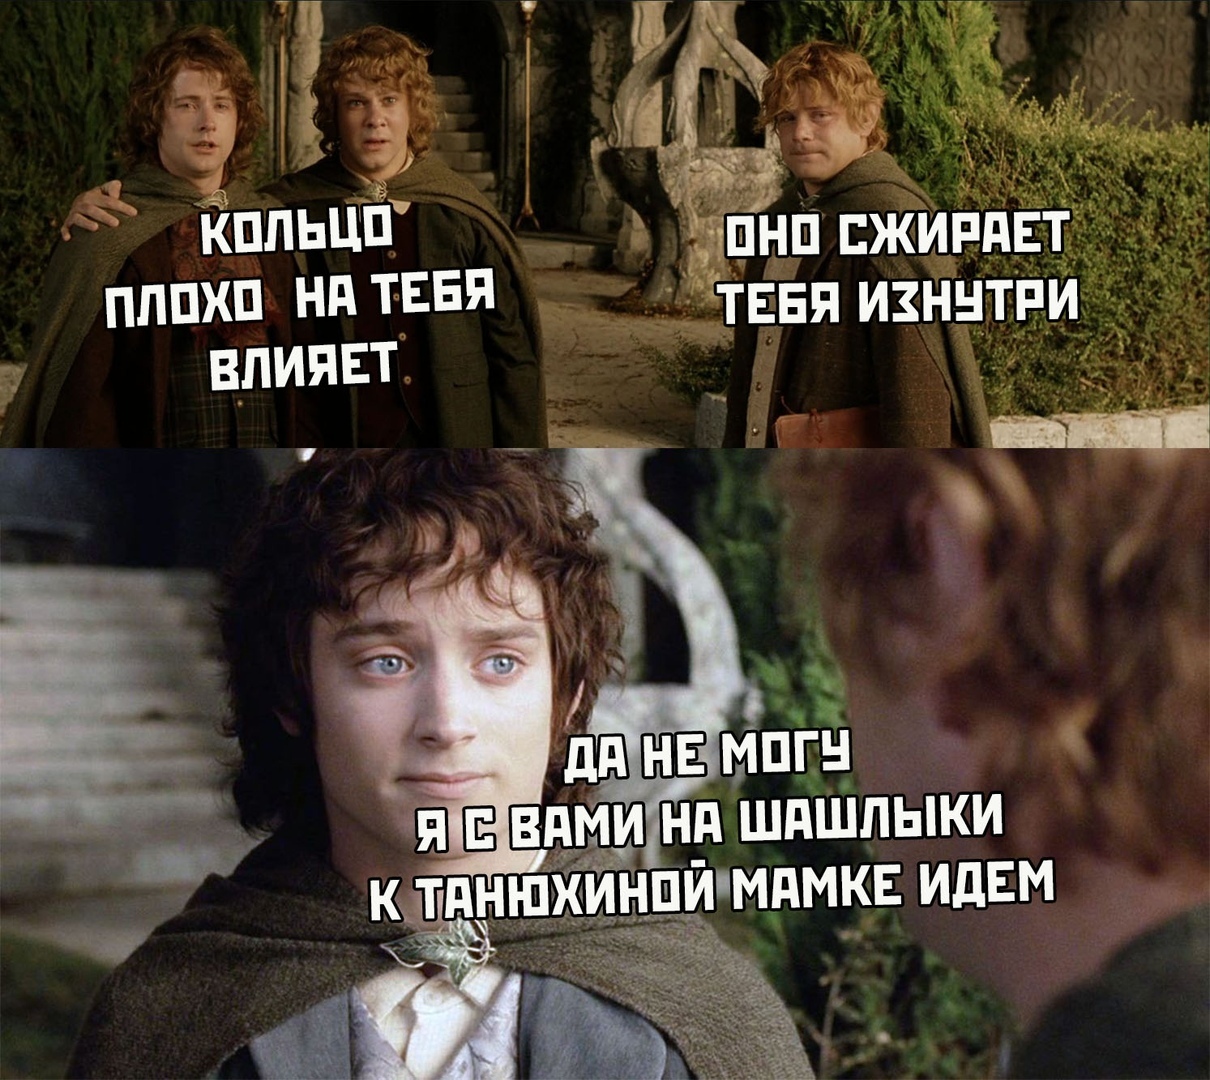 КОЛЬЦО
ПЛОХО НА ТЕБЯ
ВЛИЯЕТ
ОНО СЖИРАЕТ
ТЕБЯ ИЗНУТРИ
ДА НЕ МОГУ
Я С ВАМИ НА ШАШЛЫКИ
К ТАНЮХИНОЙ МАМКЕ ИДЕМ